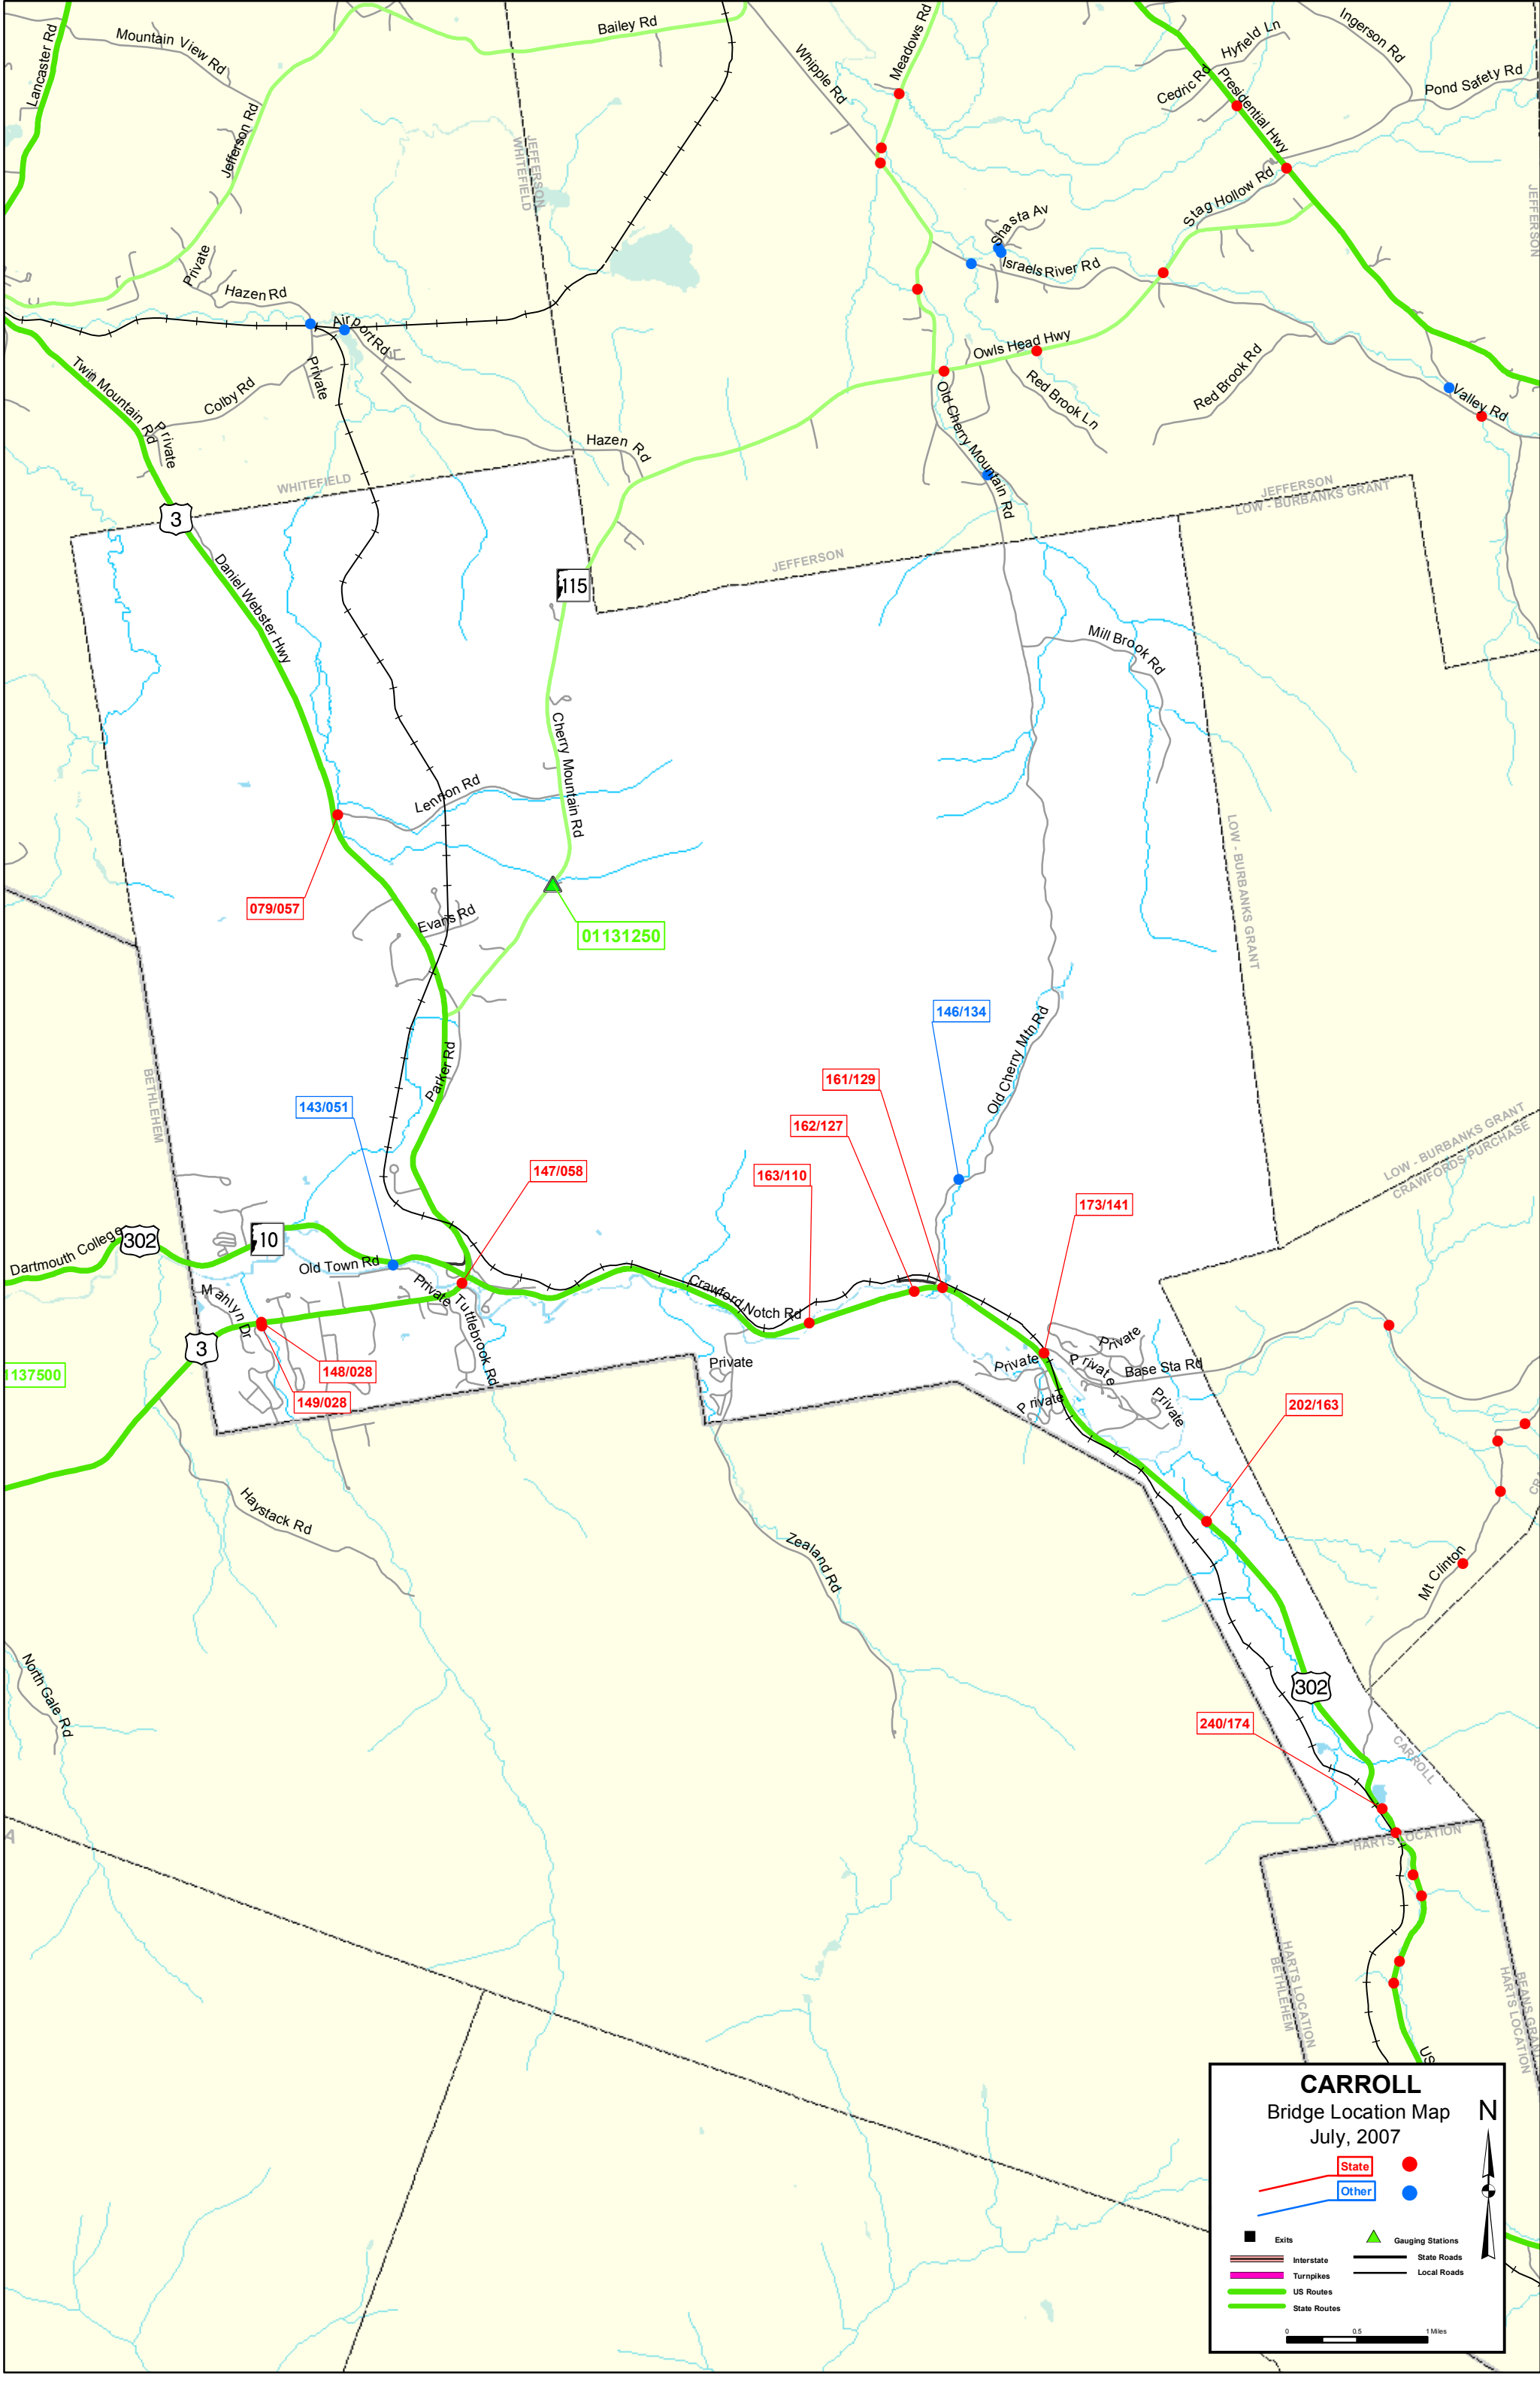 Lancaster Rd
Mountain View Rd
Jefferson Rd
Bailey Rd
Whipple Rd
Meadows Rd
Cedric Rd
Hyfield Ln
Ingerson Rd
Pond Safety Rd
Presidential Hwy
JEFFERSON
WHITEFIELD
Stag Hollow Rd
JEFFERSON
Shasta Av
Israels River Rd
Private
Hazen Rd
Airport Rd
Private
Twin Mountain Rd
Colby Rd
Private
Owls Head Hwy
Red Brook Ln
Red Brook Rd
Valley Rd
Old Cherry Mountain Rd
Hazen Rd
WHITEFIELD
3
JEFFERSON
LOW - BURBANKS GRANT
JEFFERSON
115
Daniel Webster Hwy
Mill Brook Rd
Cherry Mountain Rd
Lennon Rd
LOW - BURBANKS GRANT
079/057
Evans Rd
01131250
146/134
Old Cherry Mtn Rd
Parker Rd
BETHLEHEM
143/051
161/129
162/127
147/058
163/110
173/141
LOW - BURBANKS GRANT
CRAWFORDS PURCHASE
Dartmouth College
302
10
Old Town Rd
Mahlyn Dr
Private
Tuttlebrook Rd
Crawford Notch Rd
3
1137500
148/028
149/028
Private
Private
Private
Private
Base Sta Rd
Private
Private
202/163
Haystack Rd
Zealand Rd
Mt Clinton
North Gale Rd
302
240/174
CARROLL
HARTS LOCATION
A
HARTS LOCATION
BETHLEHEM
BEANS GRANT
HARTS LOCATION
US
CARROLL
Bridge Location Map
July, 2007
N
State
Other
Exits
Gauging Stations
Interstate
State Roads
Turnpikes
Local Roads
US Routes
State Routes
0 0.5 1 Miles